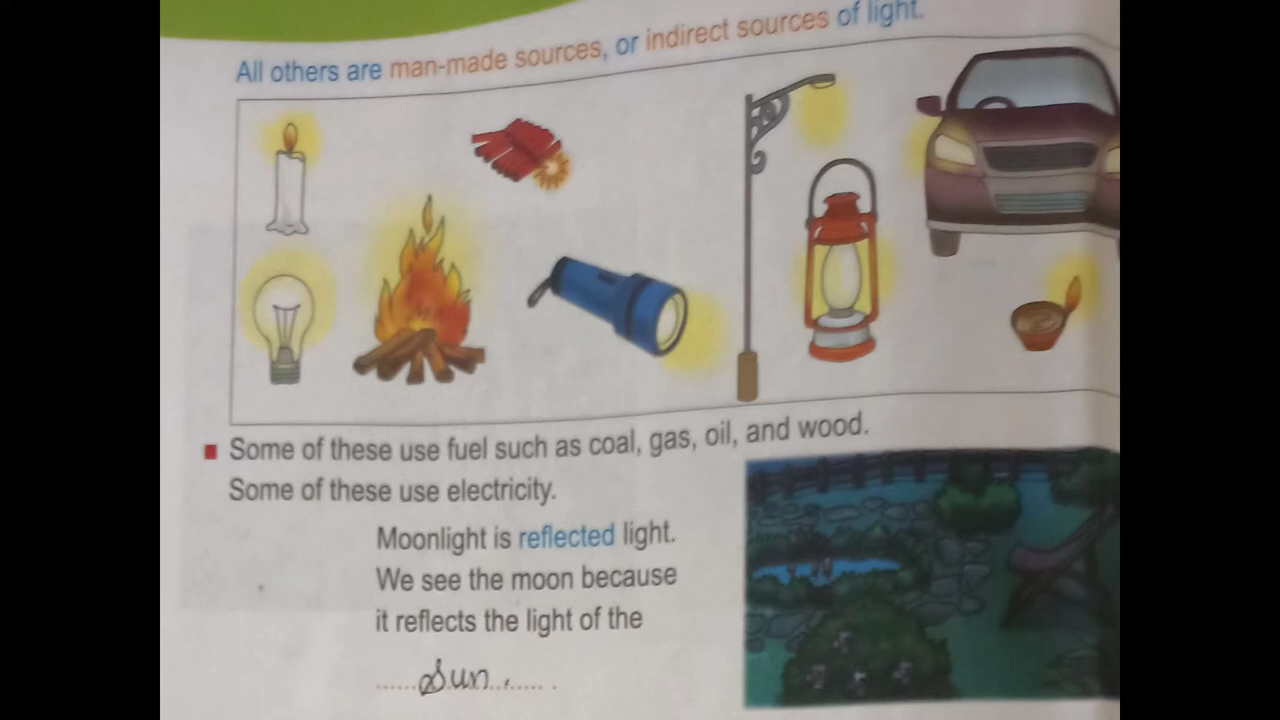 All others are man-made sources, or indirect sources of light.
Some of these use fuel such as coal, gas, oil, and wood.
Some of these use electricity.
Moonlight is reflected light.
We see the moon because
it reflects the light of the
......Sun......... .